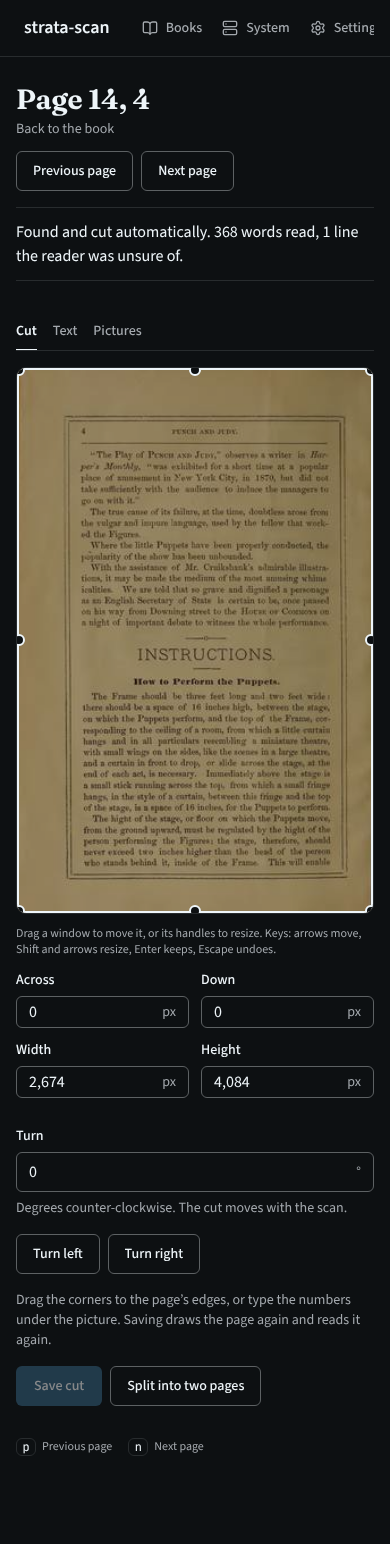 strata-scan
Books
System
Setting
Page 14, 4
Back to the book
Previous page
Next page
Found and cut automatically. 368 words read, 1 line
the reader was unsure of.
Cut
Text
Pictures
4
PUNCH AND JUDY.
"The Play of PUNCH AND JUDY," observes a writer in Har-
per's Monthly, "was exhibited for a short time at a popular
place of amusement in New York City, in 1870, but did not
take sufficiently with the audience to induce the managers to
go on with it."
The true cause of its failure, at the time, doubtless arose from
the vulgar and impure language, used by the fellow that work-
ed the Figures.
Where the little Puppets have been properly conducted, the
popularity of the show has been unbounded.
With the assistance of Mr. Cruikshank's admirable illustra-
tions, it may be made the medium of the most amusing whims
icalities. We are told that so grave and dignified a personage
as an English Secretary of State is certain to be, once paused
on his way from Downing street to the HOUSE OF COMMONS on
a night of important debate to witness the whole performance.
INSTRUCTIONS.
How to Perform the Puppets.
The Frame should be three feet long and two feet wide;
there should be a space of 16 inches high, between the stage,
on which the Puppets perform, and the top of the Frame, cor-
responding to the ceiling of a room, from which a little curtain
hangs and in all particulars resembling a miniature theatre,
with small wings on the sides, like the scenes in a large theatre,
and a curtain in front to drop, or slide across the stage, at the
end of each act, is necessary. Immediately above the stage is
a small stick running across the top, from which a small fringe
hangs, in the style of a curtain, between this fringe and the top
of the stage, is a space of 16 inches, for the Puppets to perform.
The hight of the stage, or floor on which the Puppets move,
from the ground upward, must be regulated by the hight of the
person performing the Figures; the stage, therefore, should
never exceed two inches higher than the head of the person
who stands behind it, inside of the Frame. This will enable
Drag a window to move it, or its handles to resize. Keys: arrows move,
Shift and arrows resize, Enter keeps, Escape undoes.
Across
Down
0 px
0 px
Width
Height
2,674 px
4,084 px
Turn
0 °
Degrees counter-clockwise. The cut moves with the scan.
Turn left
Turn right
Drag the corners to the page's edges, or type the numbers
under the picture. Saving draws the page again and reads it
again.
Save cut
Split into two pages
p Previous page
n Next page